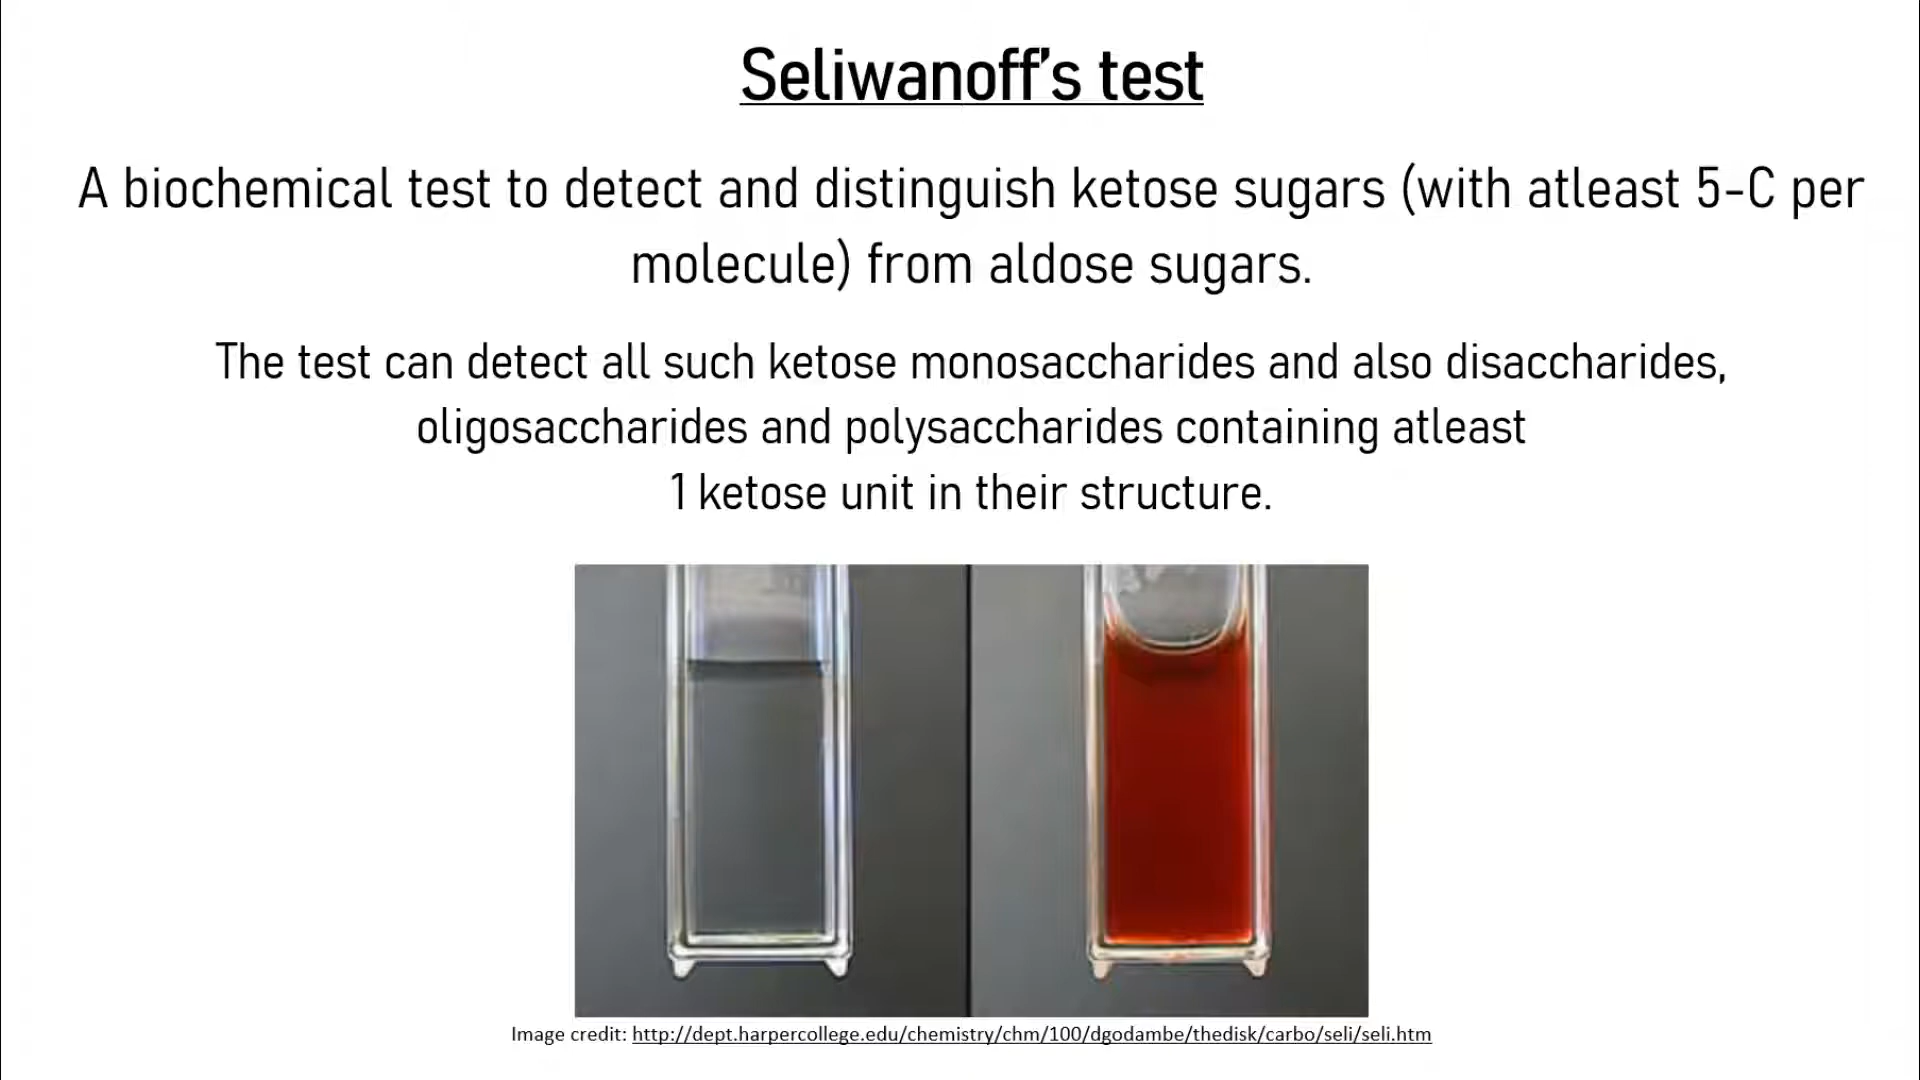 Seliwanoff's test
A biochemical test to detect and distinguish ketose sugars (with atleast 5-C per
molecule) from aldose sugars.
The test can detect all such ketose monosaccharides and also disaccharides,
oligosaccharides and polysaccharides containing atleast
1 ketose unit in their structure.
Image credit: http://dept.harpercollege.edu/chemistry/chm/100/dgodambe/thedisk/carbo/seli/seli.htm